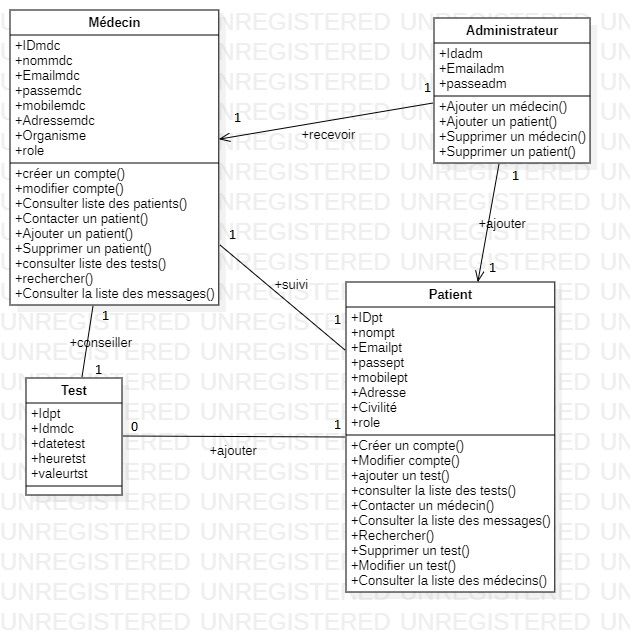 Médecin
+IDmdc
+nommdc
+Emailmdc
+passemdc
+mobilemdc
+Adressemdc
+Organisme
+role
+créer un compte()
+modifier compte()
+Consulter liste des patients()
+Contacter un patient()
+Ajouter un patient()
+Supprimer un patient()
+consulter liste des tests()
+rechercher()
+Consulter la liste des messages()
Administrateur
+Idadm
+Emailadm
+passeadm
+Ajouter un médecin()
+Ajouter un patient()
+Supprimer un médecin()
+Supprimer un patient()
1
1
+recevoir
1
+ajouter
1
1
+suivi
1
1
+conseiller
1
Test
+Idpt
+Idmdc
+datetest
+heuretst
+valeurtst
0
1
+ajouter
Patient
+IDpt
+nompt
+Emailpt
+passept
+mobilept
+Adresse
+Civilité
+role
+Créer un compte()
+Modifier compte()
+ajouter un test()
+consulter la liste des tests()
+Contacter un médecin()
+Consulter la liste des messages()
+Rechercher()
+Supprimer un test()
+Modifier un test()
+Consulter la liste des médecins()
UNREGISTERED